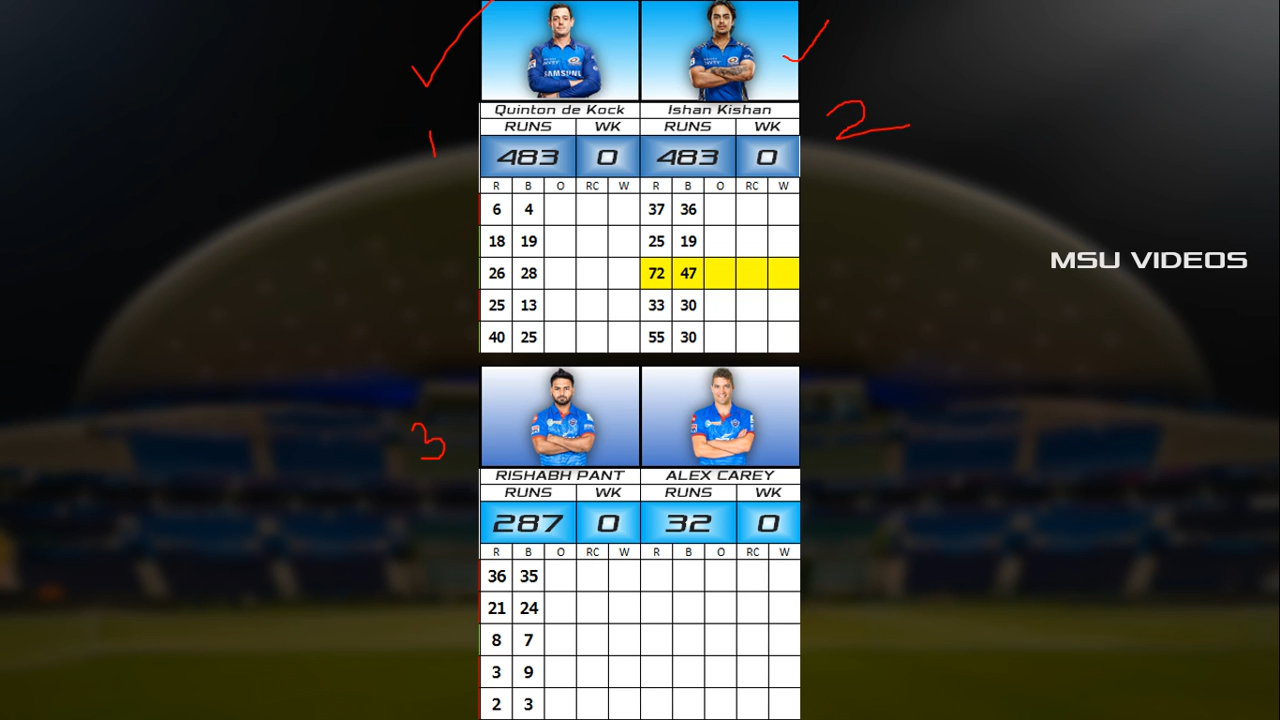 SAMSUNG
Quinton de Kock Ishan Kishan
RUNS WK RUNS WK
1 2
483 0 483 0
R B O RC W R B O RC W
6 4 37 36
18 19 25 19
26 28 72 47
25 13 33 30
40 25 55 30
MSU VIDEOS
3
RISHABH PANT ALEX CAREY
RUNS WK RUNS WK
287 0 32 0
R B O RC W R B O RC W
36 35
21 24
8 7
3 9
2 3